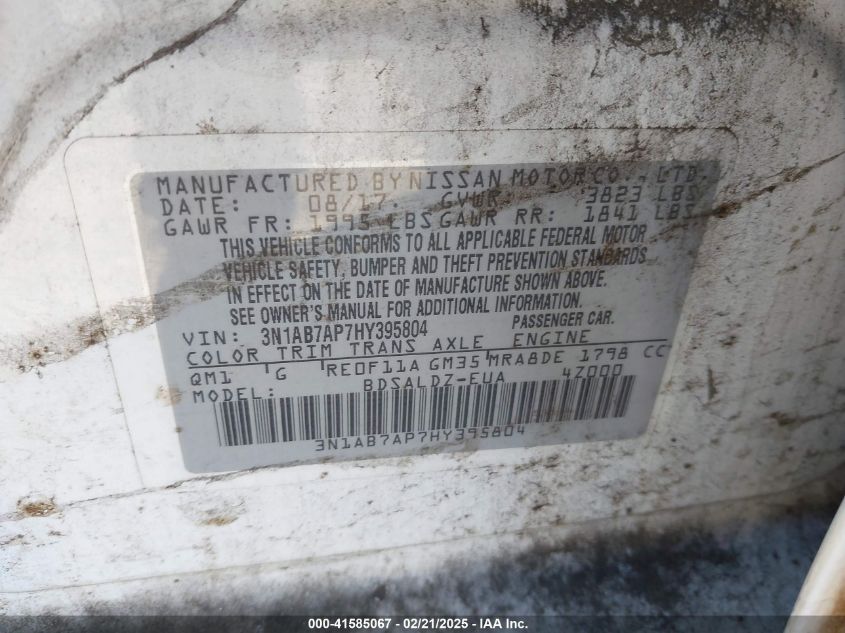 MANUFACTURED BY NISSAN MOTOR CO., LTD.
DATE: 08/17. GVWR 3823 LBS
GAWR FR: 1995 LBS GAWR RR: 1841 LBS
THIS VEHICLE CONFORMS TO ALL APPLICABLE FEDERAL MOTOR
VEHICLE SAFETY, BUMPER AND THEFT PREVENTION STANDARDS
IN EFFECT ON THE DATE OF MANUFACTURE SHOWN ABOVE.
SEE OWNER'S MANUAL FOR ADDITIONAL INFORMATION.
VIN: 3N1AB7AP7HY395804 PASSENGER CAR.
COLOR TRIM TRANS AXLE ENGINE
QM1 G RE0F11A GM35 MRA8DE 1798 CC
MODEL: BDSALDZ-EUA 4Z000
3N1AB7AP7HY395804
000-41585067 - 02/21/2025 - IAA, Inc.